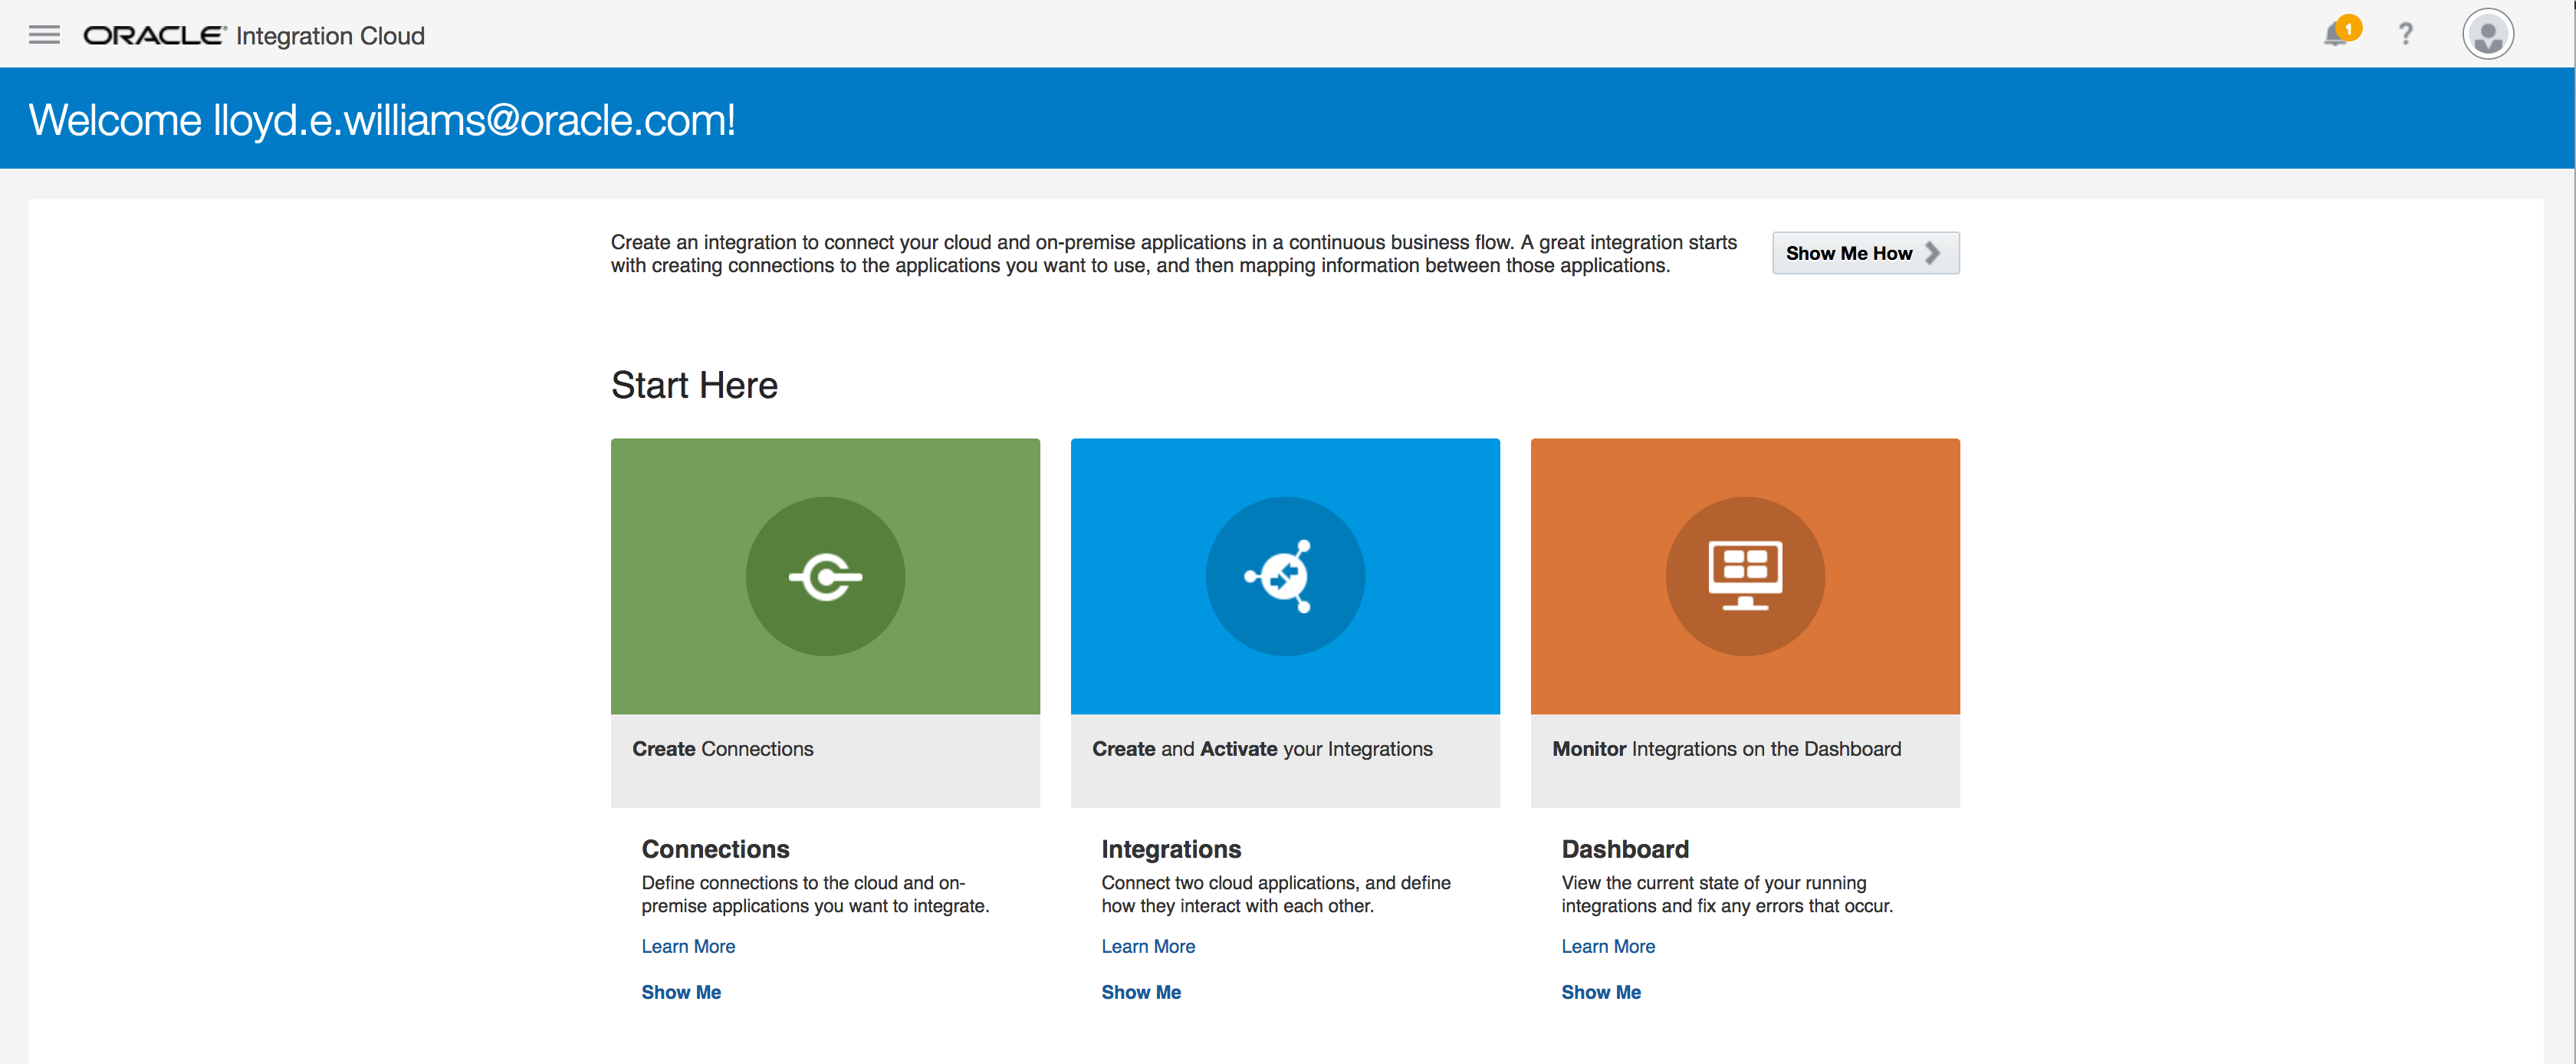 ORACLE Integration Cloud
1
?
Welcome lloyd.e.williams@oracle.com!
Create an integration to connect your cloud and on-premise applications in a continuous business flow. A great integration starts
with creating connections to the applications you want to use, and then mapping information between those applications.
Show Me How
Start Here
Create Connections
Create and Activate your Integrations
Monitor Integrations on the Dashboard
Connections
Define connections to the cloud and on-
premise applications you want to integrate.
Learn More
Show Me
Integrations
Connect two cloud applications, and define
how they interact with each other.
Learn More
Show Me
Dashboard
View the current state of your running
integrations and fix any errors that occur.
Learn More
Show Me